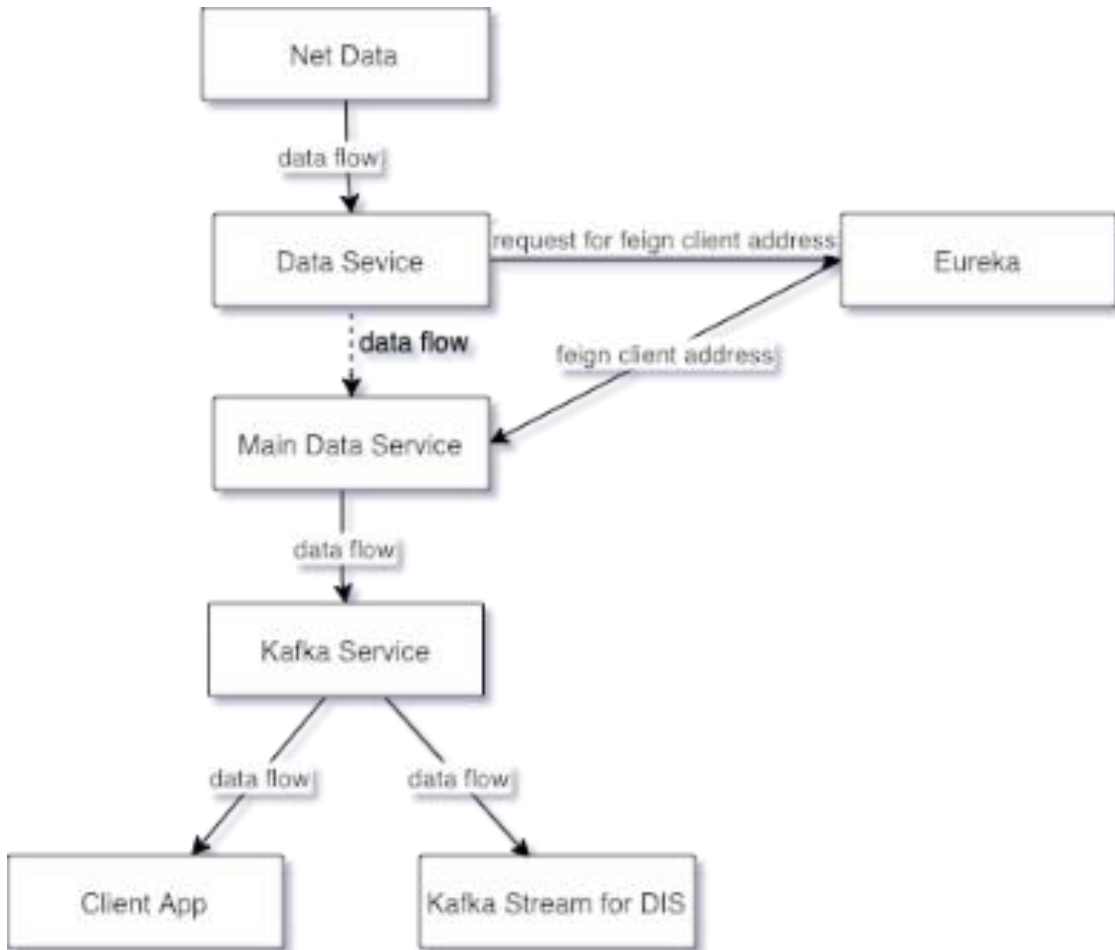 Net Data
data flow
Data Sevice
request for feign client address
Eureka
data flow
feign client address
Main Data Service
data flow
Kafka Service
data flow
data flow
Client App
Kafka Stream for DIS